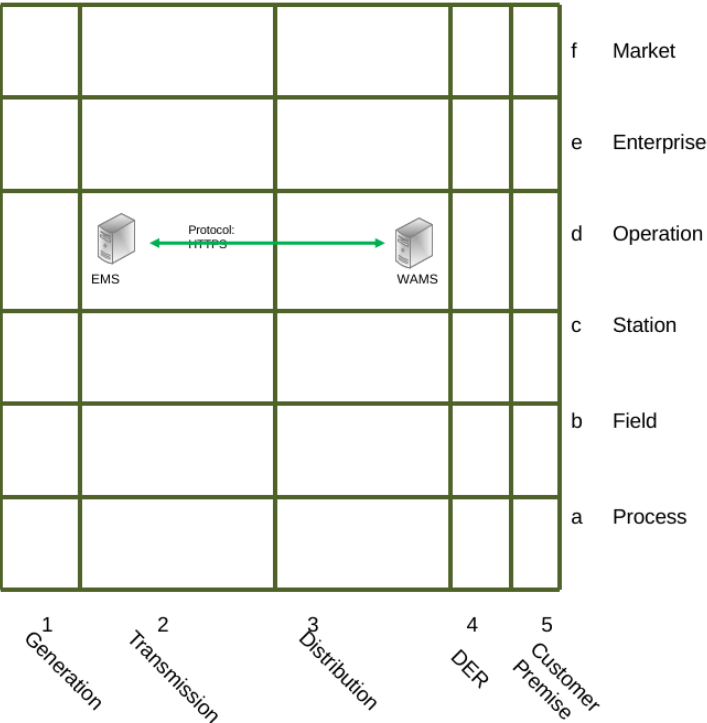 f Market
e Enterprise
Protocol:
HTTPS
d Operation
EMS
WAMS
c Station
b Field
a Process
1 2 3 4 5
Generation
Transmission
Distribution
DER
Customer
Premise